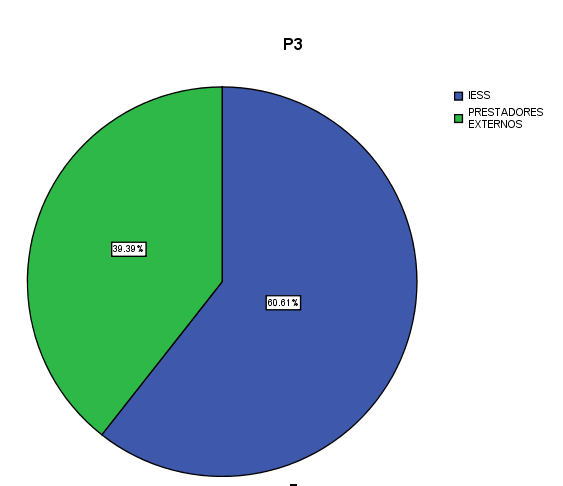 P3
IESS
PRESTADORES
EXTERNOS
39.39%
60.61%